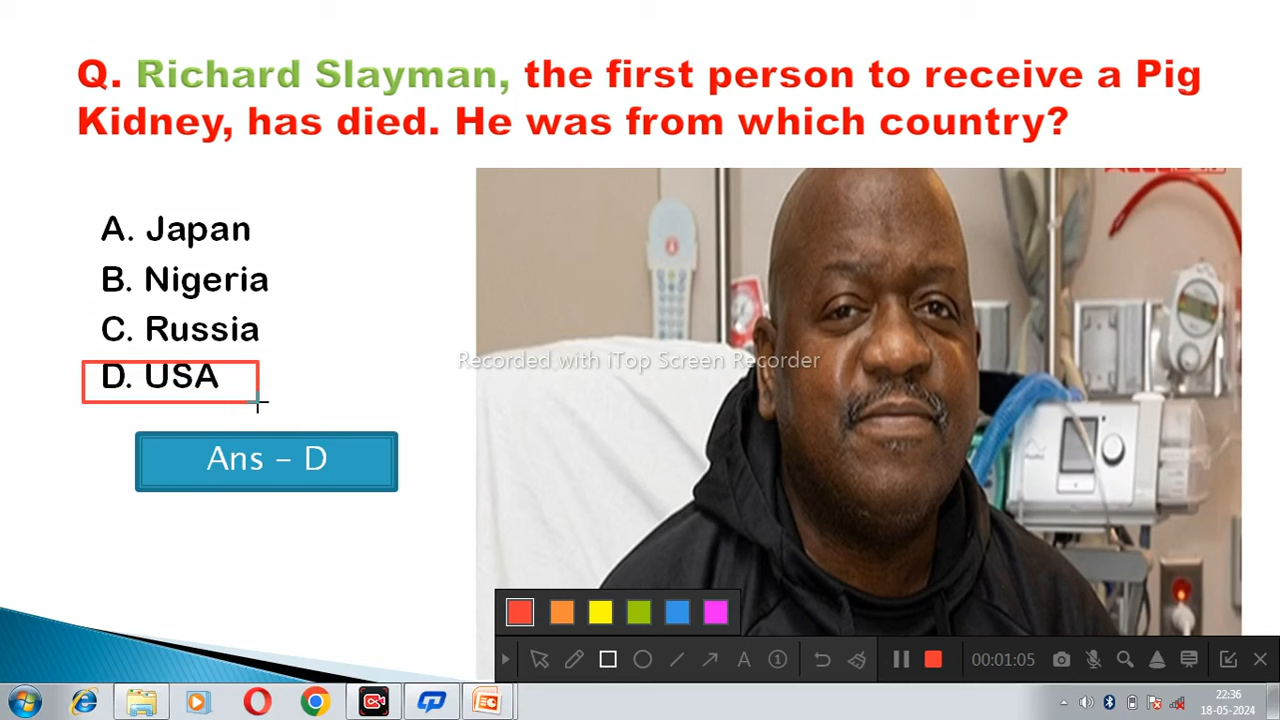 Q. Richard Slayman, the first person to receive a Pig
Kidney, has died. He was from which country?
A. Japan
B. Nigeria
C. Russia
D. USA
Recorded with iTop Screen Recorder
Ans – D
A
1
00:01:05
22:36
18-05-2024